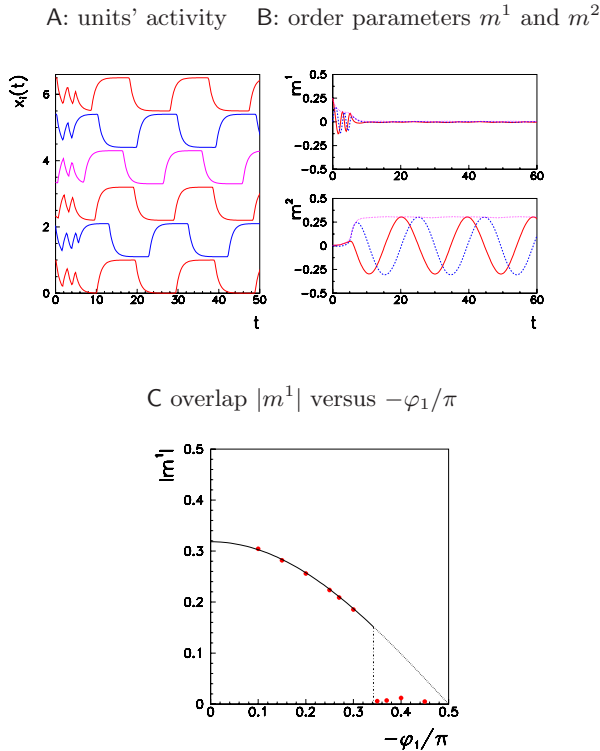 A: units' activity B: order parameters m¹ and m²
xᵢ(t)
6
4
2
0
0 10 20 30 40 50
t
m¹
0.5
0.25
0
−0.25
−0.5
0 20 40 60
m²
0.5
0.25
0
−0.25
−0.5
0 20 40 60
t
C overlap |m¹| versus −φ₁/π
|m¹|
0.5
0.4
0.3
0.2
0.1
0
0 0.1 0.2 0.3 0.4 0.5
−φ₁/π